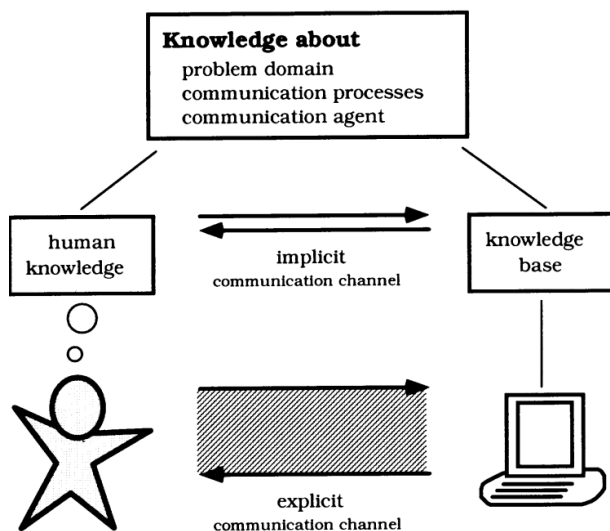 Knowledge about
problem domain
communication processes
communication agent
human
knowledge
implicit
communication channel
knowledge
base
explicit
communication channel